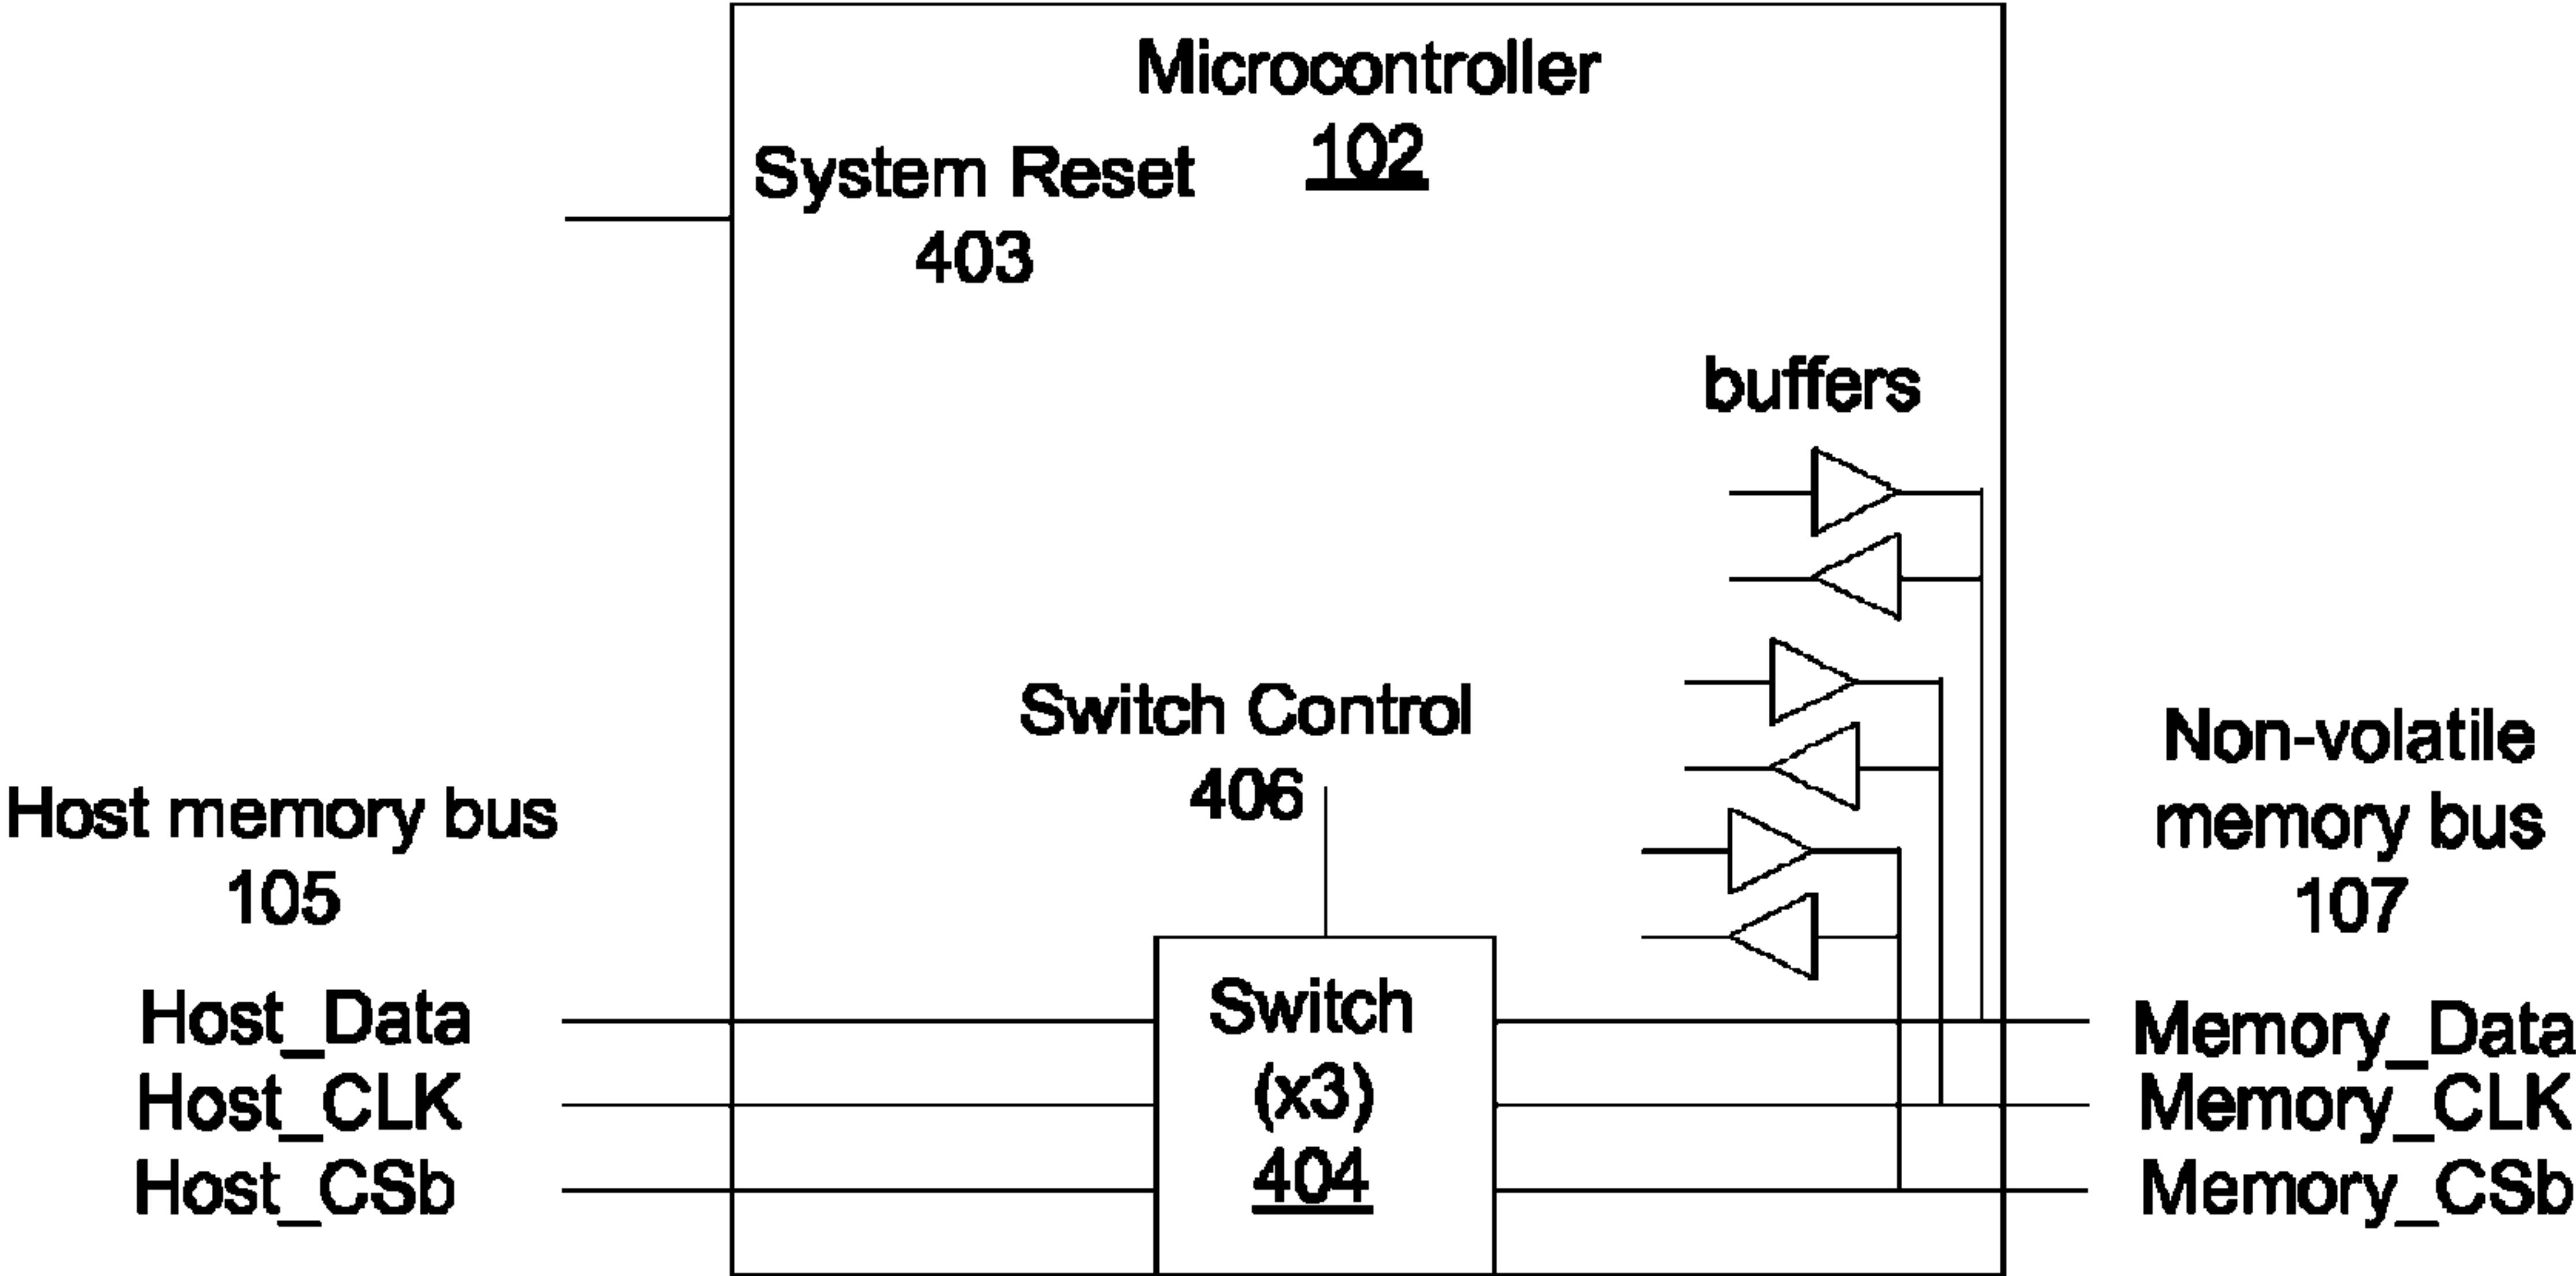 Microcontroller
102
System Reset
403
buffers
Switch Control
406
Host memory bus
105
Non-volatile
memory bus
107
Host_Data
Host_CLK
Host_CSb
Switch
(x3)
404
Memory_Data
Memory_CLK
Memory_CSb